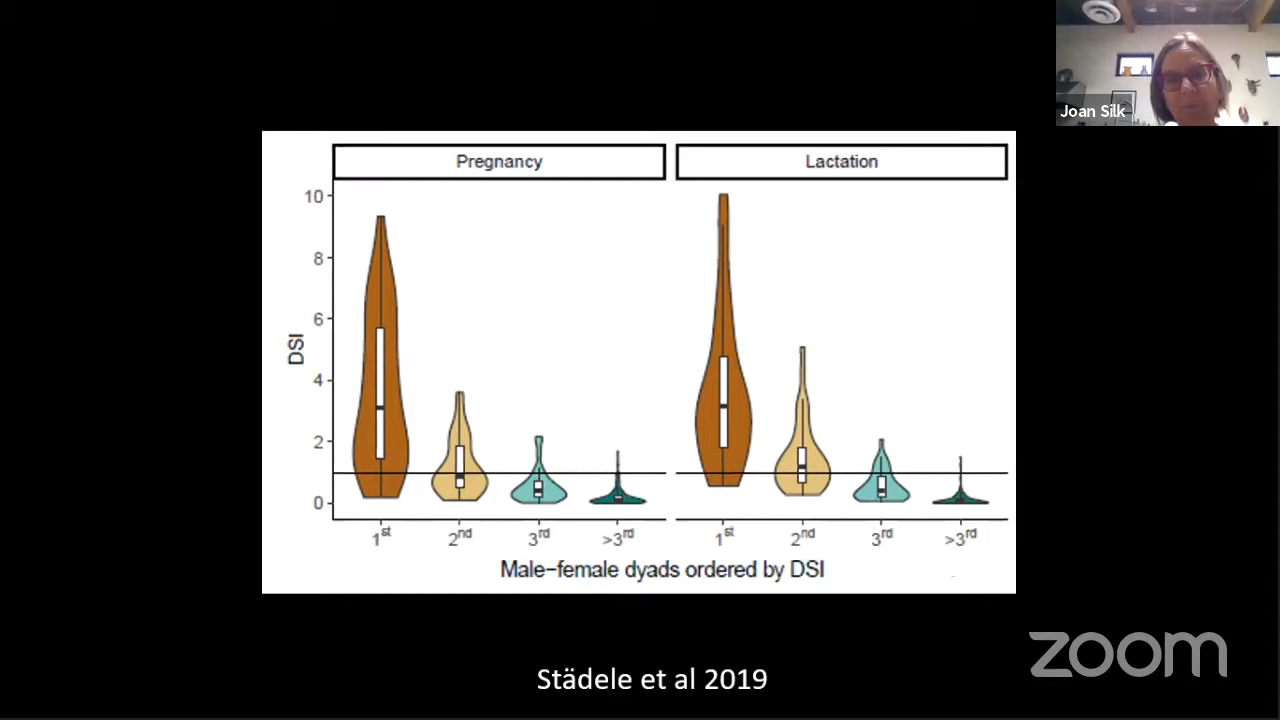 Joan Silk
Pregnancy
Lactation
10
8
6
4
2
0
DSI
1st
2nd
3rd
>3rd
1st
2nd
3rd
>3rd
Male–female dyads ordered by DSI
Städele et al 2019
zoom